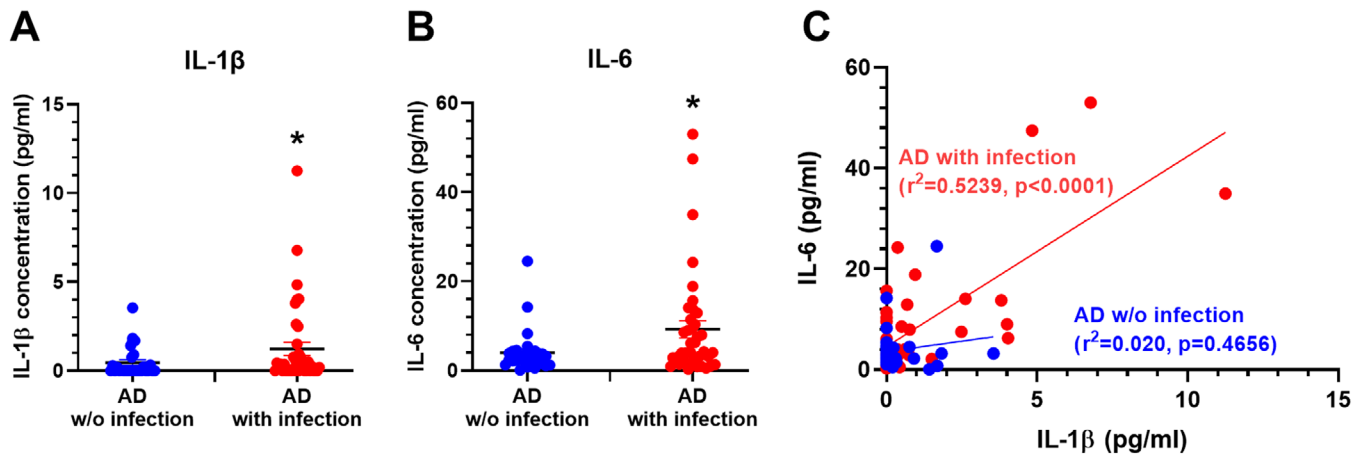 A
IL-1β
IL-1β concentration (pg/ml)
15
10
5
0
*
AD
w/o infection
AD
with infection
B
IL-6
IL-6 concentration (pg/ml)
60
40
20
0
*
AD
w/o infection
AD
with infection
C
IL-6 (pg/ml)
60
40
20
0
AD with infection
(r²=0.5239, p<0.0001)
AD w/o infection
(r²=0.020, p=0.4656)
0
5
10
15
IL-1β (pg/ml)